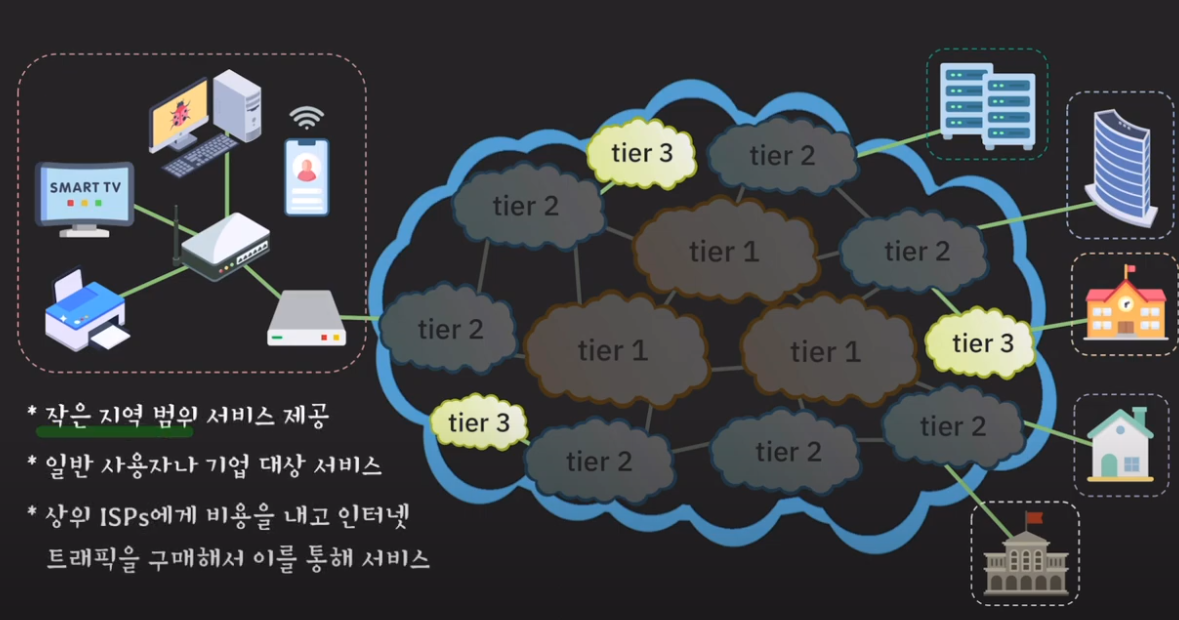 SMART TV
tier 3
tier 2
tier 2
tier 1
tier 2
tier 2
tier 1
tier 1
tier 3
tier 3
tier 2
tier 2
tier 2
* 작은 지역 범위 서비스 제공
* 일반 사용자나 기업 대상 서비스
* 상위 ISPs에게 비용을 내고 인터넷
트래픽을 구매해서 이를 통해 서비스